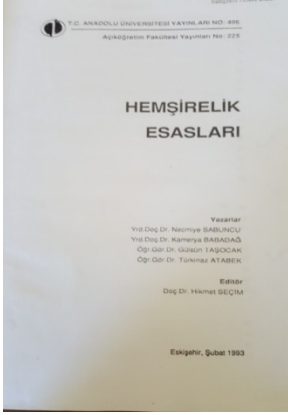 T.C. ANADOLU ÜNİVERSİTESİ YAYINLARI NO: 496
Açıköğretim Fakültesi Yayınları No: 225
HEMŞİRELİK
ESASLARI
Yazarlar
Yrd.Doç.Dr. Necmiye SABUNCU
Yrd.Doç.Dr. Kamerya BABADAĞ
Öğr.Gör.Dr. Gülsün TAŞOCAK
Öğr.Gör.Dr. Türkinaz ATABEK
Editör
Doç.Dr. Hikmet SEÇİM
Eskişehir, Şubat 1993